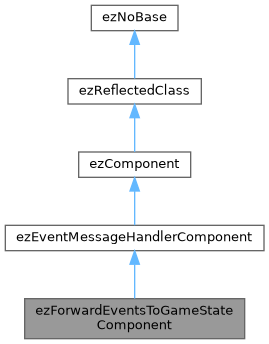 ezNoBase
ezReflectedClass
ezComponent
ezEventMessageHandlerComponent
ezForwardEventsToGameState
Component